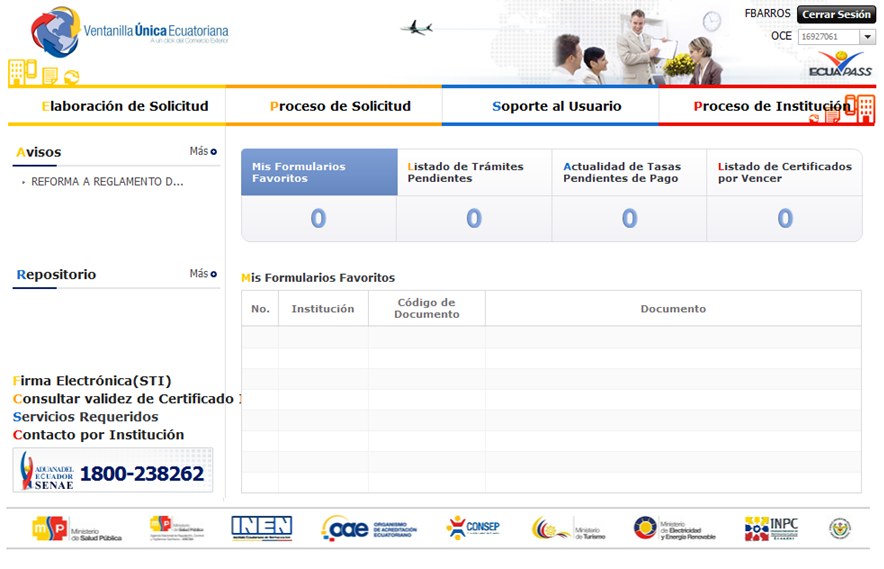 Ventanilla Única Ecuatoriana
A un click del Comercio Exterior
FBARROS Cerrar Sesión
OCE 16927061
ECUAPASS
Elaboración de Solicitud Proceso de Solicitud Soporte al Usuario Proceso de Institución
Avisos Más
REFORMA A REGLAMENTO D...
Mis Formularios Favoritos
Listado de Trámites Pendientes
Actualidad de Tasas Pendientes de Pago
Listado de Certificados por Vencer
0 0 0 0
Repositorio Más
Mis Formularios Favoritos
No. Institución Código de Documento Documento
Firma Electrónica(STI)
Consultar validez de Certificado I
Servicios Requeridos
Contacto por Institución
ADUANA DEL
ECUADOR
SENAE
1800-238262
mp Ministerio
de Salud Pública
mp Ministerio
de Salud Pública
INEN
oae ORGANISMO
DE ACREDITACIÓN
ECUATORIANO
CONSEP
Ministerio
de Turismo
Ministerio
de Electricidad
y Energía Renovable
INPC